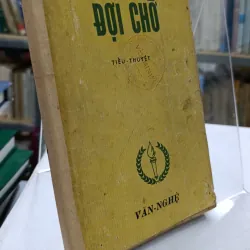 ĐỢI CHỜ
TIỂU-THUYẾT
VĂN-NGHỆ